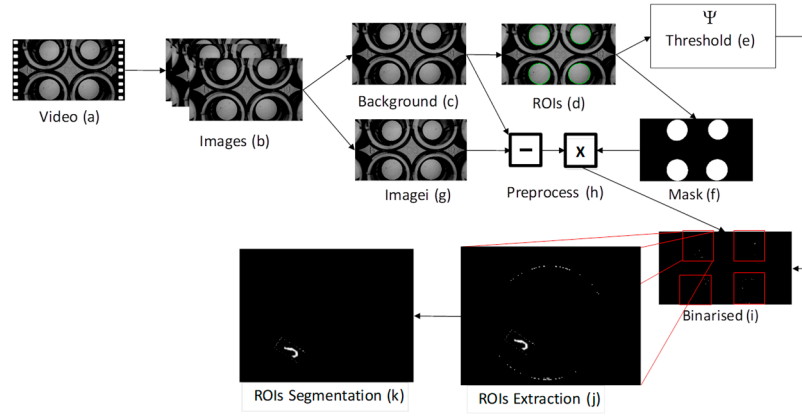 Ψ
Threshold (e)
Video (a)
Images (b)
Background (c)
ROIs (d)
Imagei (g)
−
x
Preprocess (h)
Mask (f)
Binarised (i)
ROIs Segmentation (k)
ROIs Extraction (j)